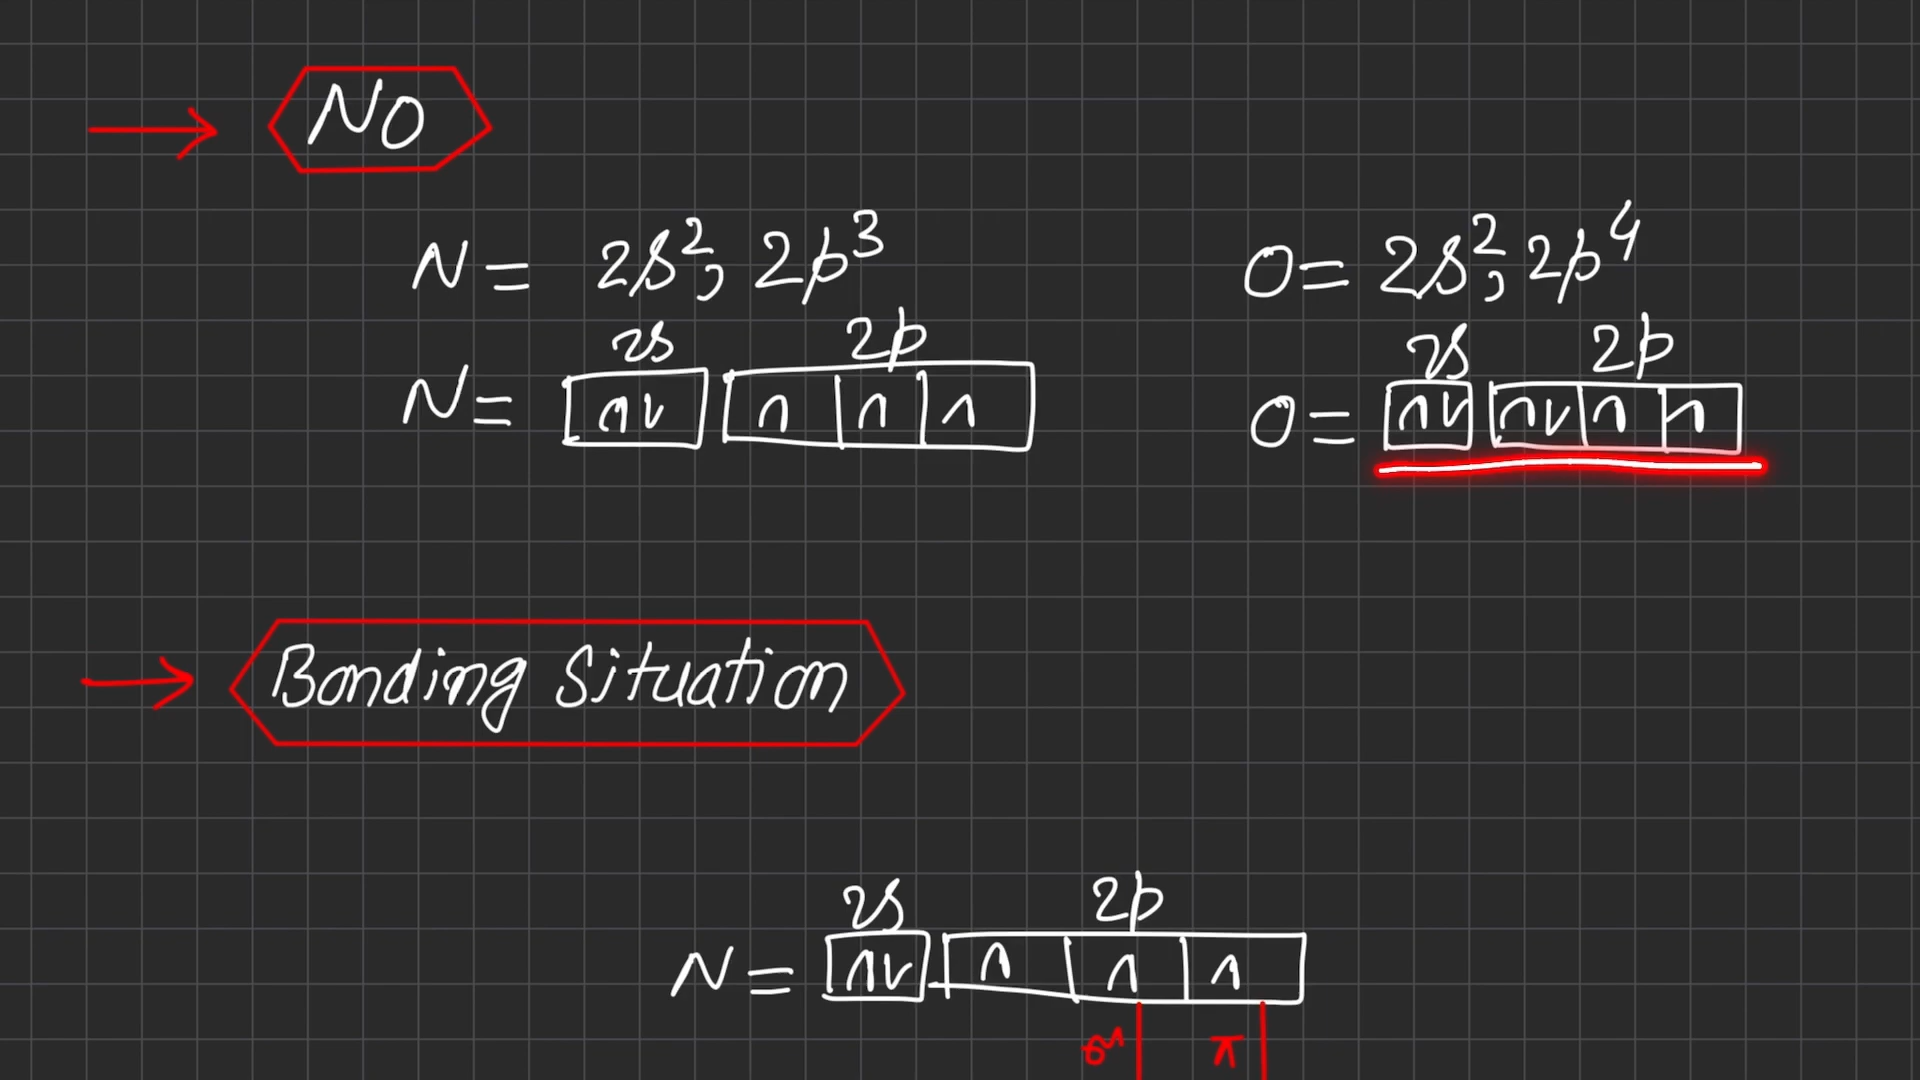 NO
N = 2s², 2p³
O = 2s², 2p⁴
2s 2p
2s 2p
N =
O =
Bonding Situation
2s 2p
N =
σ π